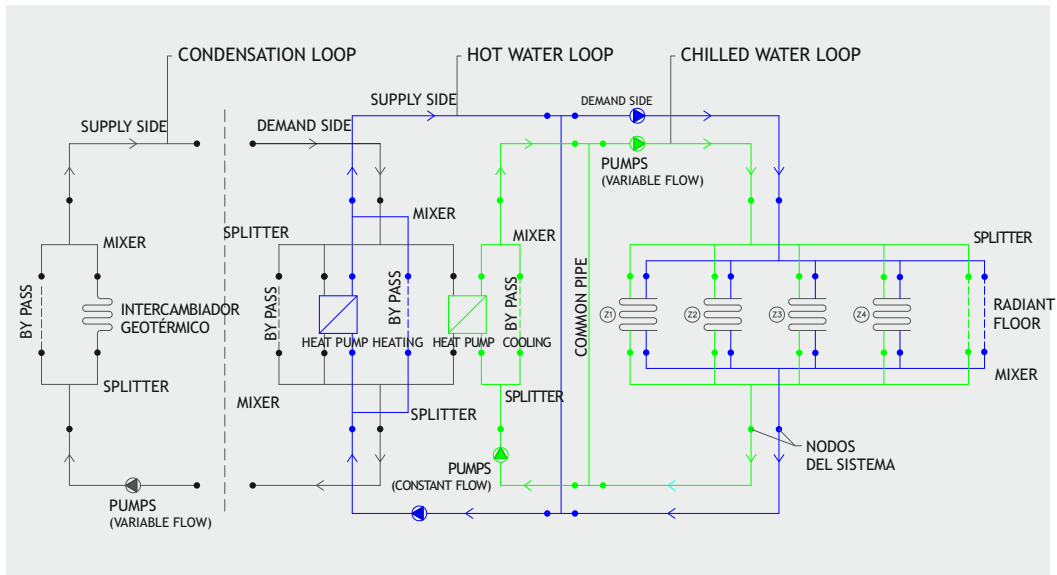 CONDENSATION LOOP
HOT WATER LOOP
CHILLED WATER LOOP
SUPPLY SIDE
DEMAND SIDE
SUPPLY SIDE
DEMAND SIDE
PUMPS
(VARIABLE FLOW)
MIXER
SPLITTER
MIXER
MIXER
SPLITTER
BY PASS
INTERCAMBIADOR
GEOTÉRMICO
BY PASS
BY PASS
BY PASS
COMMON PIPE
Z1
Z2
Z3
Z4
RADIANT
FLOOR
HEAT PUMP HEATING
HEAT PUMP COOLING
SPLITTER
MIXER
SPLITTER
SPLITTER
MIXER
NODOS
DEL SISTEMA
PUMPS
(CONSTANT FLOW)
PUMPS
(VARIABLE FLOW)